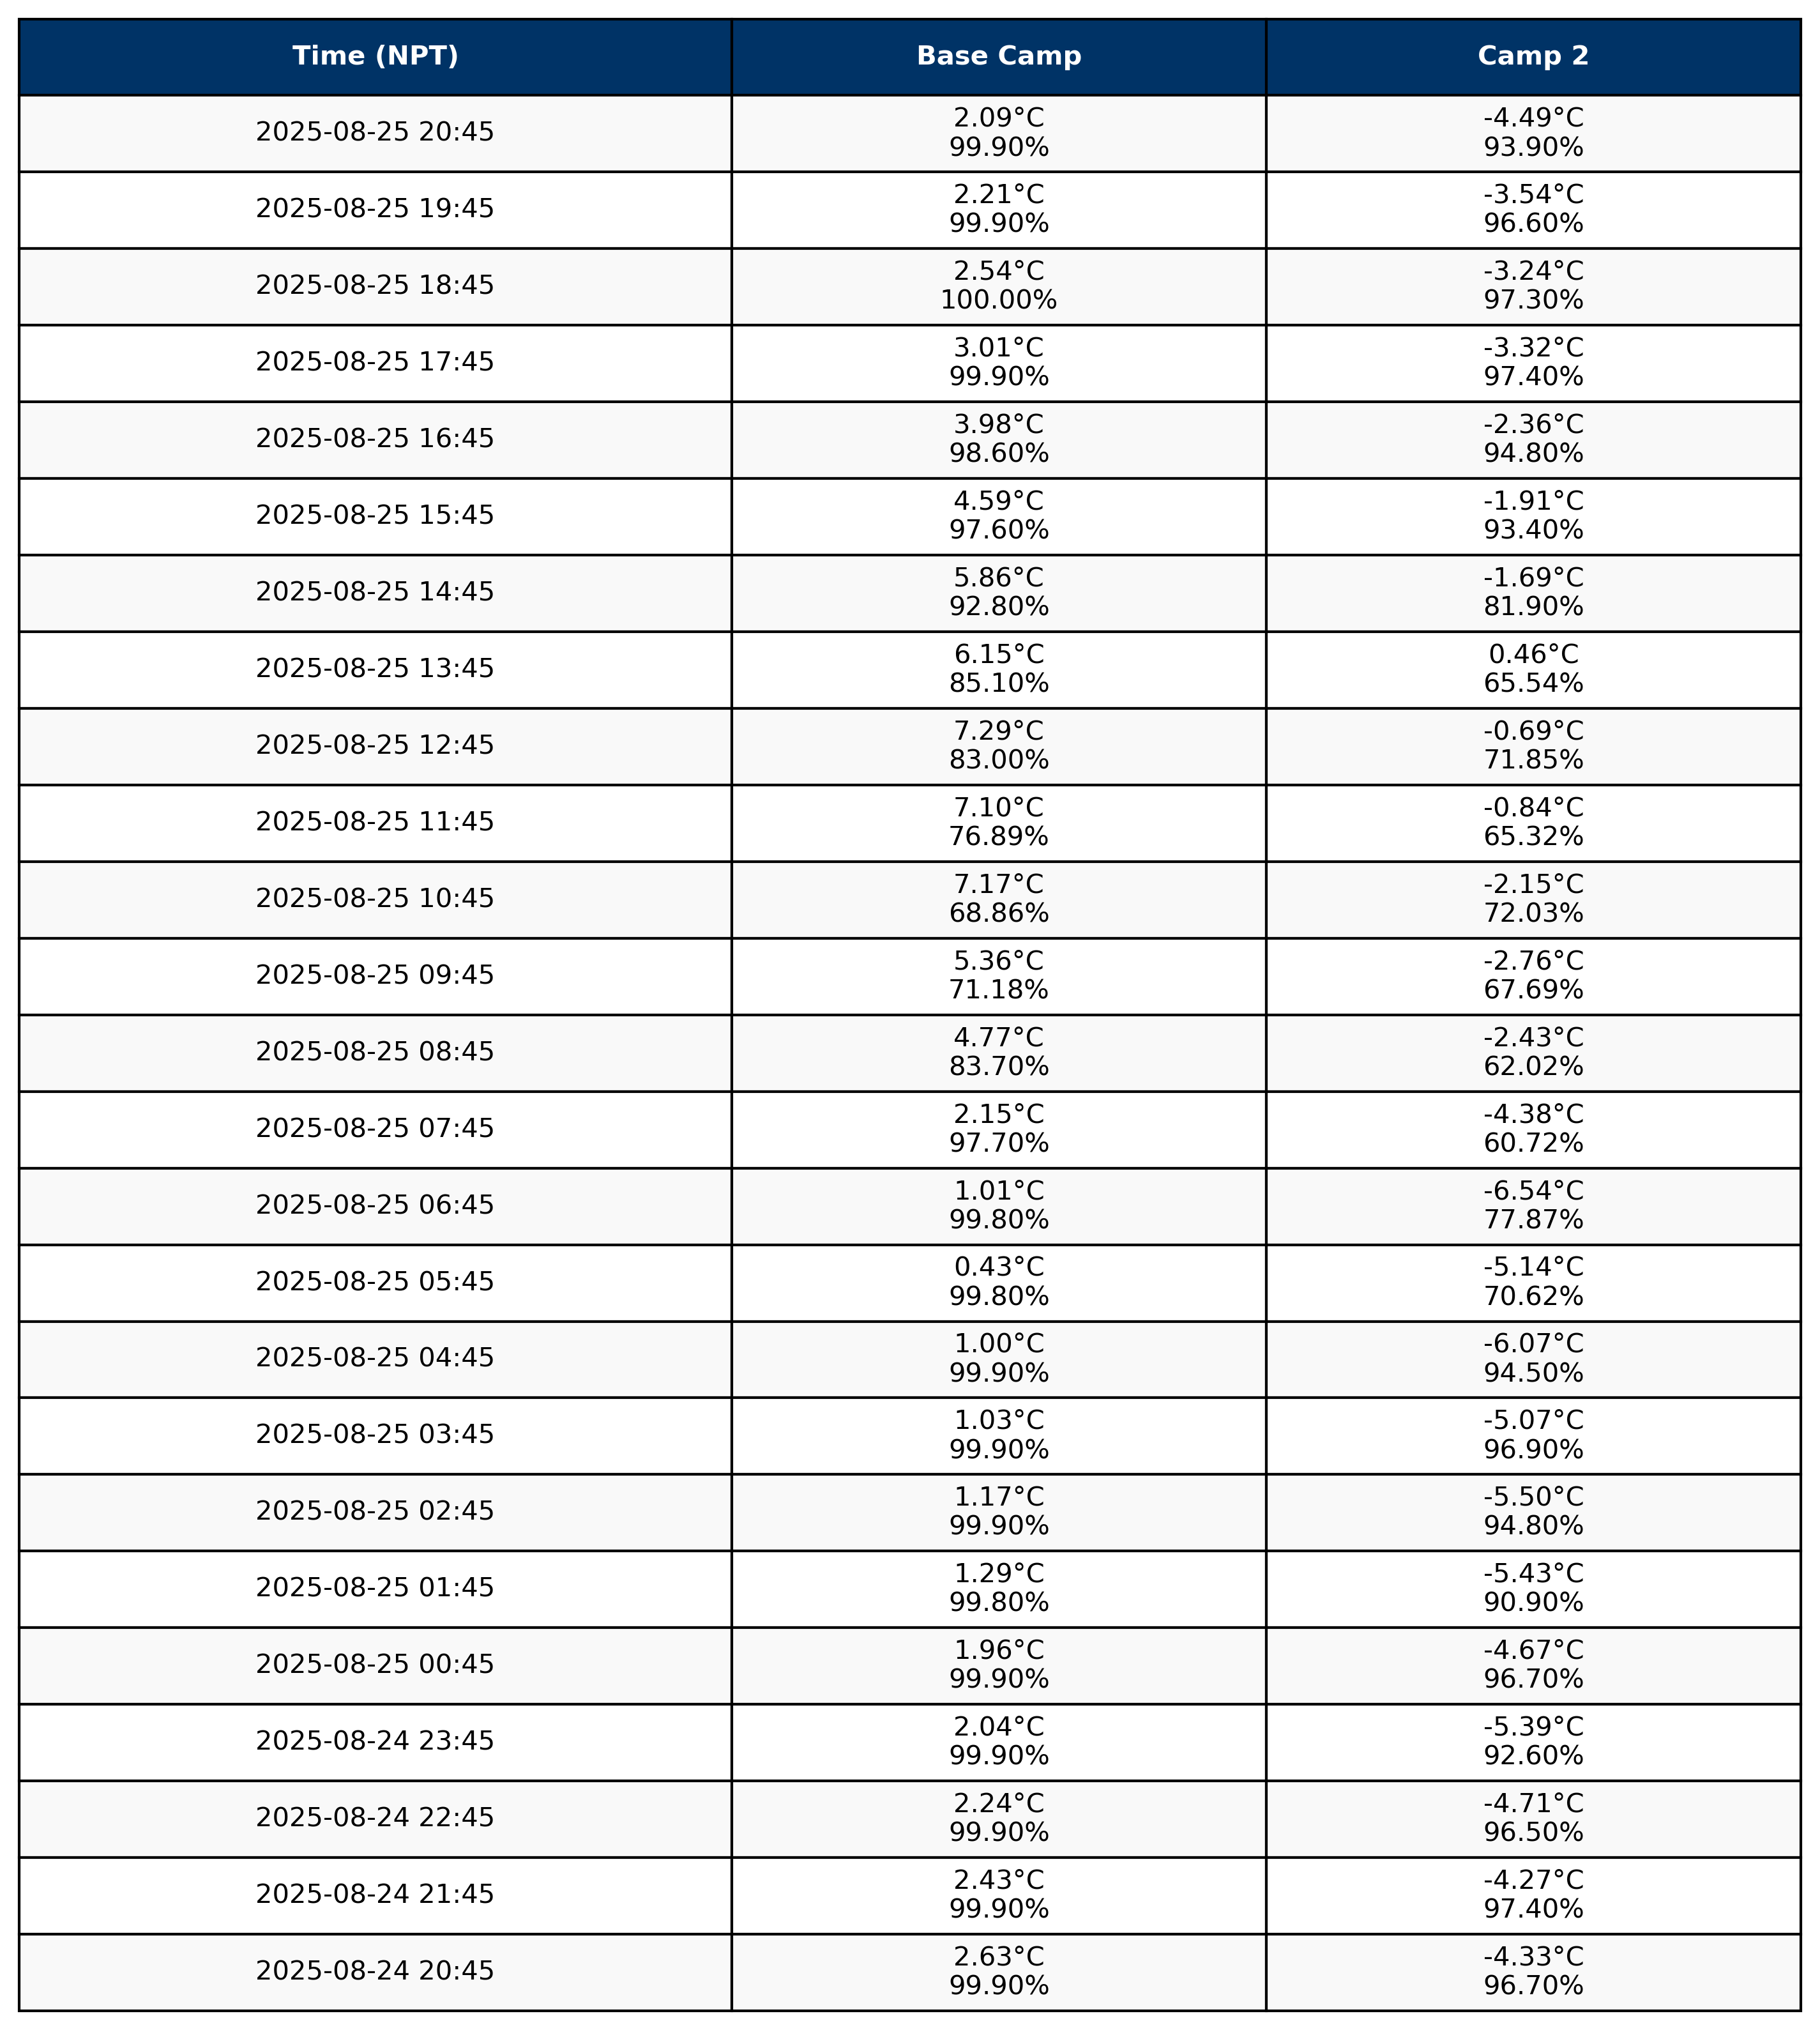 Time (NPT) Base Camp Camp 2
2025-08-25 20:45 2.09°C -4.49°C
99.90% 93.90%
2025-08-25 19:45 2.21°C -3.54°C
99.90% 96.60%
2025-08-25 18:45 2.54°C -3.24°C
100.00% 97.30%
2025-08-25 17:45 3.01°C -3.32°C
99.90% 97.40%
2025-08-25 16:45 3.98°C -2.36°C
98.60% 94.80%
2025-08-25 15:45 4.59°C -1.91°C
97.60% 93.40%
2025-08-25 14:45 5.86°C -1.69°C
92.80% 81.90%
2025-08-25 13:45 6.15°C 0.46°C
85.10% 65.54%
2025-08-25 12:45 7.29°C -0.69°C
83.00% 71.85%
2025-08-25 11:45 7.10°C -0.84°C
76.89% 65.32%
2025-08-25 10:45 7.17°C -2.15°C
68.86% 72.03%
2025-08-25 09:45 5.36°C -2.76°C
71.18% 67.69%
2025-08-25 08:45 4.77°C -2.43°C
83.70% 62.02%
2025-08-25 07:45 2.15°C -4.38°C
97.70% 60.72%
2025-08-25 06:45 1.01°C -6.54°C
99.80% 77.87%
2025-08-25 05:45 0.43°C -5.14°C
99.80% 70.62%
2025-08-25 04:45 1.00°C -6.07°C
99.90% 94.50%
2025-08-25 03:45 1.03°C -5.07°C
99.90% 96.90%
2025-08-25 02:45 1.17°C -5.50°C
99.90% 94.80%
2025-08-25 01:45 1.29°C -5.43°C
99.80% 90.90%
2025-08-25 00:45 1.96°C -4.67°C
99.90% 96.70%
2025-08-24 23:45 2.04°C -5.39°C
99.90% 92.60%
2025-08-24 22:45 2.24°C -4.71°C
99.90% 96.50%
2025-08-24 21:45 2.43°C -4.27°C
99.90% 97.40%
2025-08-24 20:45 2.63°C -4.33°C
99.90% 96.70%